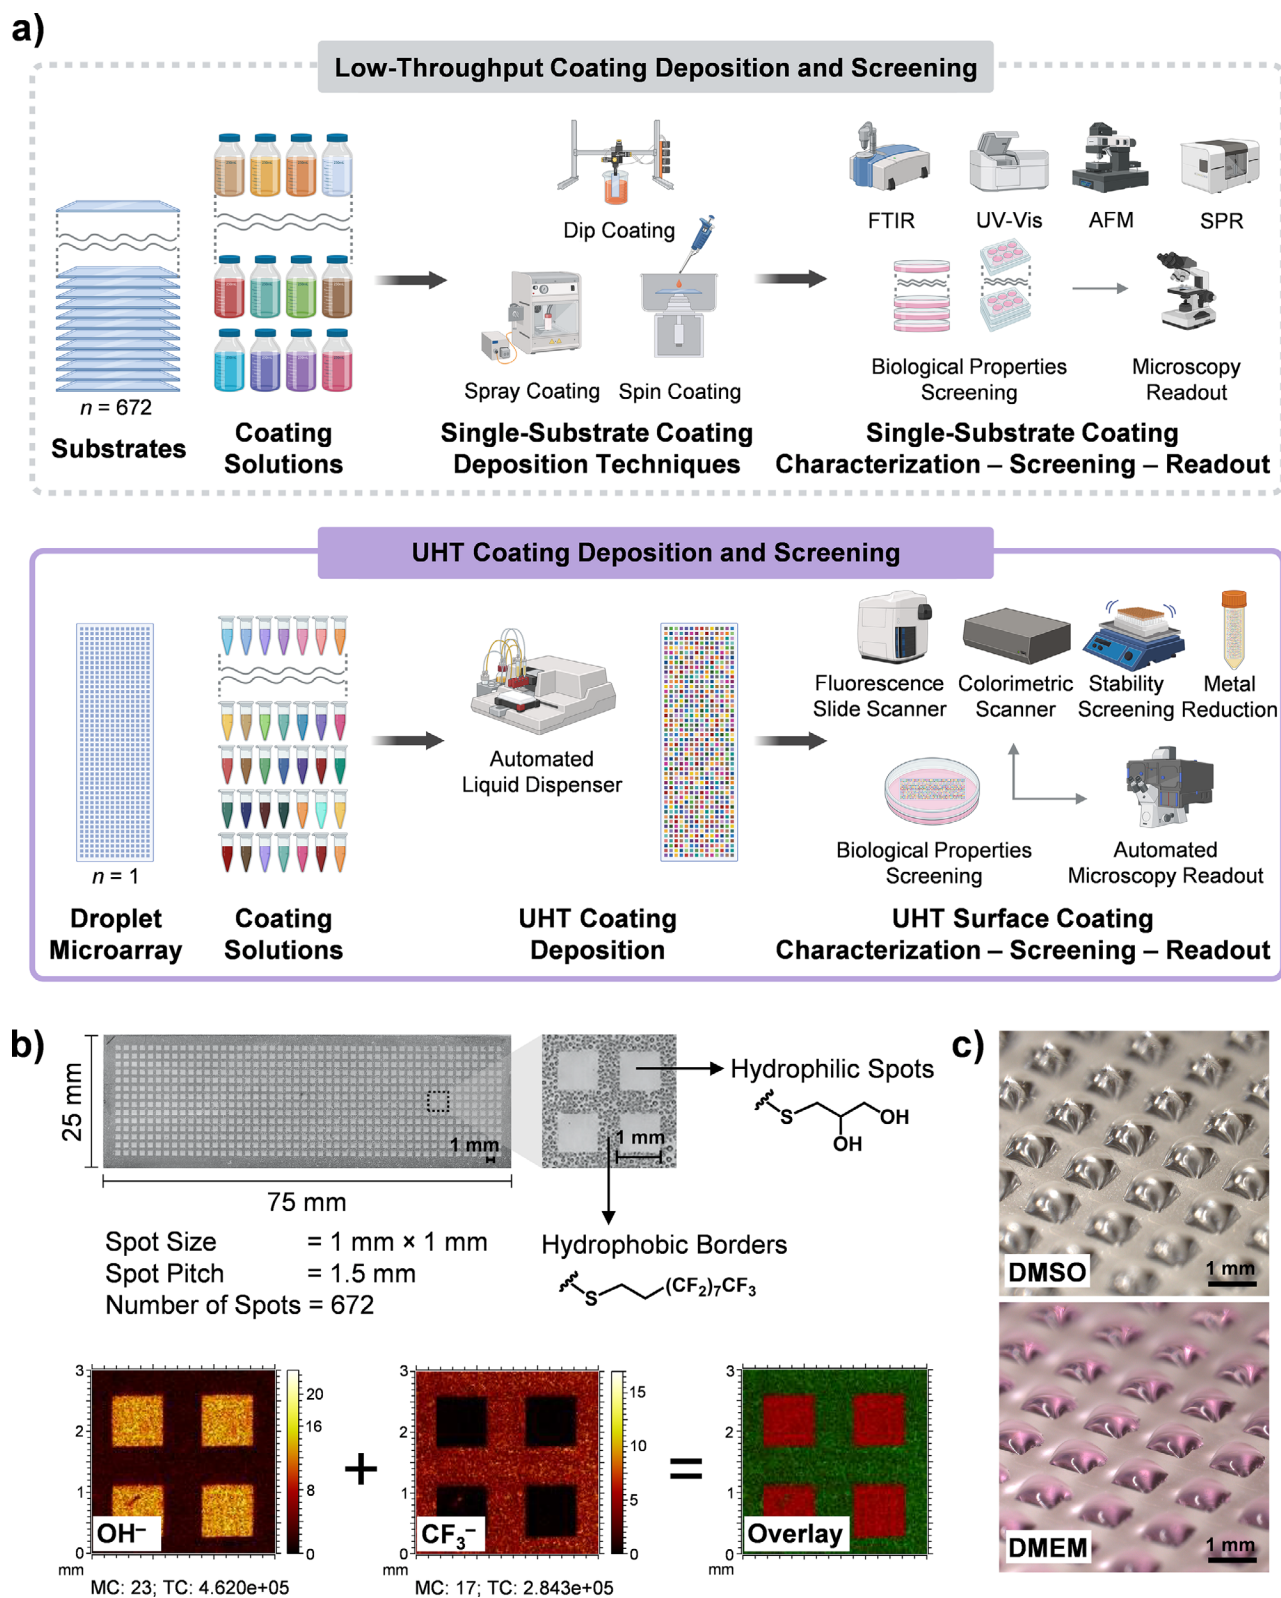 a)
Low-Throughput Coating Deposition and Screening
Dip Coating
Spray Coating
Spin Coating
FTIR
UV-Vis
AFM
SPR
Biological Properties
Screening
Microscopy
Readout
n = 672
Substrates
Coating
Solutions
Single-Substrate Coating
Deposition Techniques
Single-Substrate Coating
Characterization – Screening – Readout
UHT Coating Deposition and Screening
Automated
Liquid Dispenser
Fluorescence
Slide Scanner
Colorimetric
Scanner
Stability
Screening
Metal
Reduction
Biological Properties
Screening
Automated
Microscopy Readout
n = 1
Droplet
Microarray
Coating
Solutions
UHT Coating
Deposition
UHT Surface Coating
Characterization – Screening – Readout
b)
25 mm
1 mm
75 mm
1 mm
Hydrophilic Spots
S
OH
OH
Hydrophobic Borders
S
(CF2)7CF3
Spot Size = 1 mm × 1 mm
Spot Pitch = 1.5 mm
Number of Spots = 672
3
2
1
0
mm
OH–
20
16
8
0
MC: 23; TC: 4.620e+05
+
3
2
1
0
mm
CF3–
15
10
5
0
MC: 17; TC: 2.843e+05
=
3
2
1
0
mm
Overlay
c)
DMSO
1 mm
DMEM
1 mm